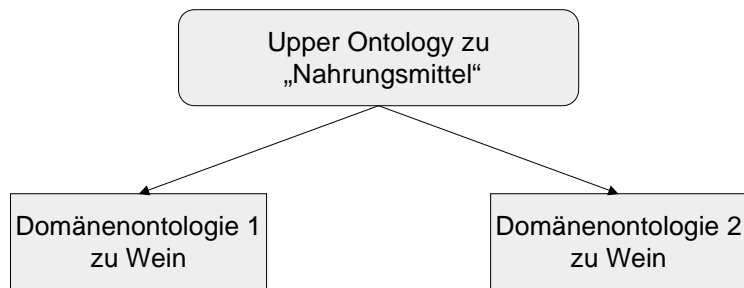 Upper Ontology zu
„Nahrungsmittel“
Domänenontologie 1
zu Wein
Domänenontologie 2
zu Wein